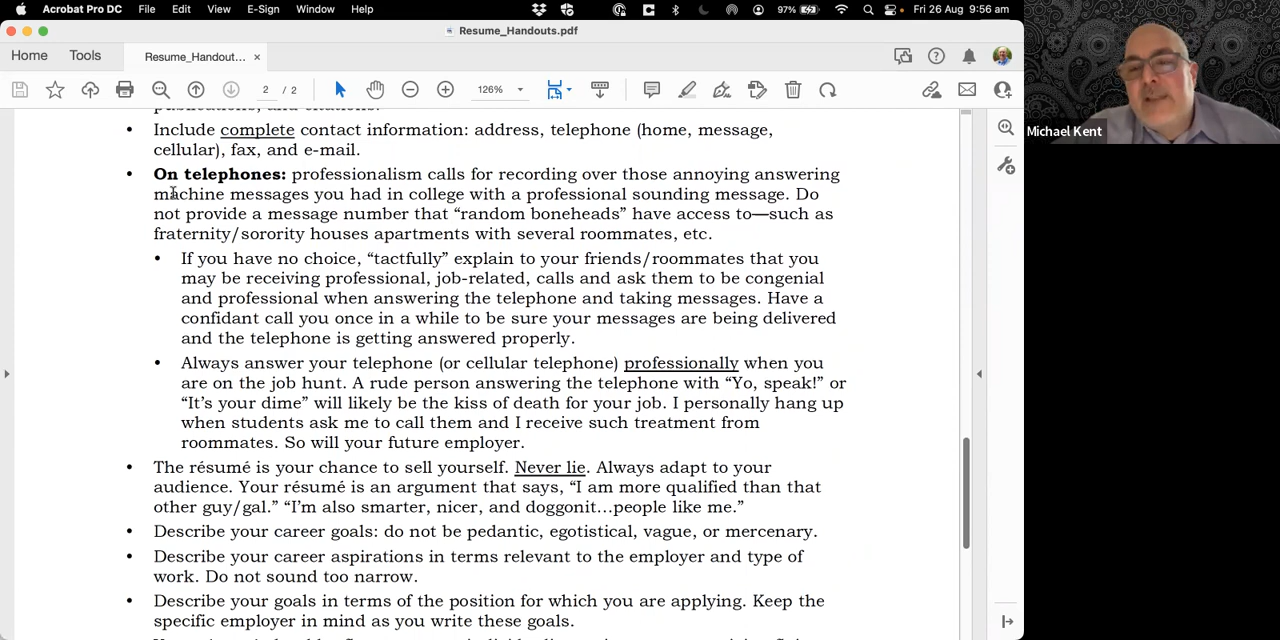 Acrobat Pro DC File Edit View E-Sign Window Help 97% Fri 26 Aug 9:56 am
Resume_Handouts.pdf
Home Tools Resume_Handout... ×
2 / 2 126%
Michael Kent
publications, and citations.
• Include complete contact information: address, telephone (home, message,
cellular), fax, and e-mail.
• On telephones: professionalism calls for recording over those annoying answering
machine messages you had in college with a professional sounding message. Do
not provide a message number that “random boneheads” have access to—such as
fraternity/sorority houses apartments with several roommates, etc.
• If you have no choice, “tactfully” explain to your friends/roommates that you
may be receiving professional, job-related, calls and ask them to be congenial
and professional when answering the telephone and taking messages. Have a
confidant call you once in a while to be sure your messages are being delivered
and the telephone is getting answered properly.
• Always answer your telephone (or cellular telephone) professionally when you
are on the job hunt. A rude person answering the telephone with “Yo, speak!” or
“It’s your dime” will likely be the kiss of death for your job. I personally hang up
when students ask me to call them and I receive such treatment from
roommates. So will your future employer.
• The résumé is your chance to sell yourself. Never lie. Always adapt to your
audience. Your résumé is an argument that says, “I am more qualified than that
other guy/gal.” “I’m also smarter, nicer, and doggonit…people like me.”
• Describe your career goals: do not be pedantic, egotistical, vague, or mercenary.
• Describe your career aspirations in terms relevant to the employer and type of
work. Do not sound too narrow.
• Describe your goals in terms of the position for which you are applying. Keep the
specific employer in mind as you write these goals.